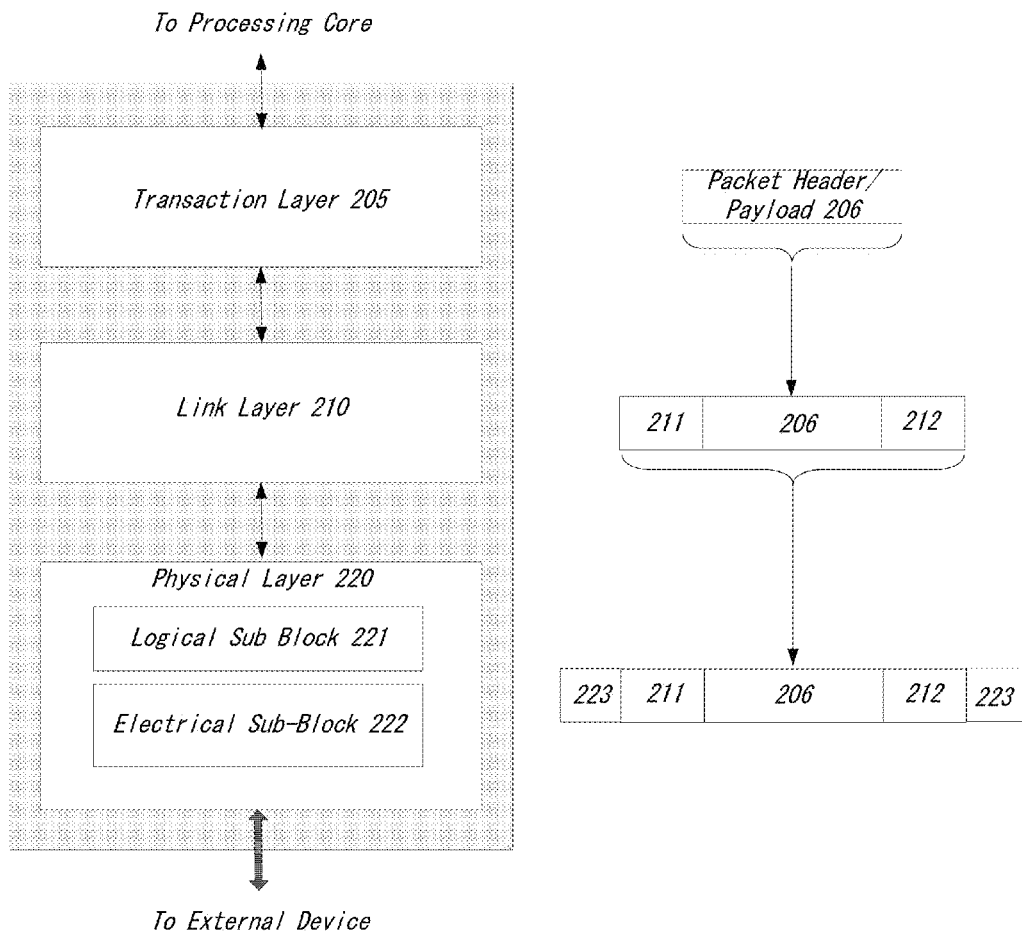 To Processing Core
Transaction Layer 205
Packet Header/
Payload 206
Link Layer 210
211 206 212
Physical Layer 220
Logical Sub Block 221
Electrical Sub-Block 222
223 211 206 212 223
To External Device